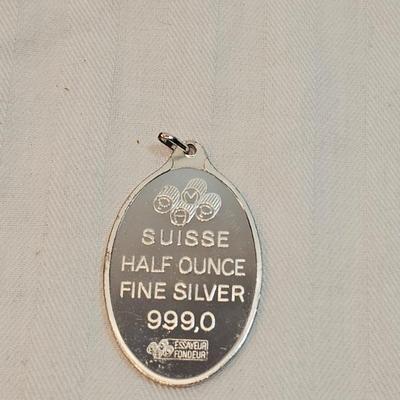 SUISSE
HALF OUNCE
FINE SILVER
999,0
ESSAYEUR
FONDEUR